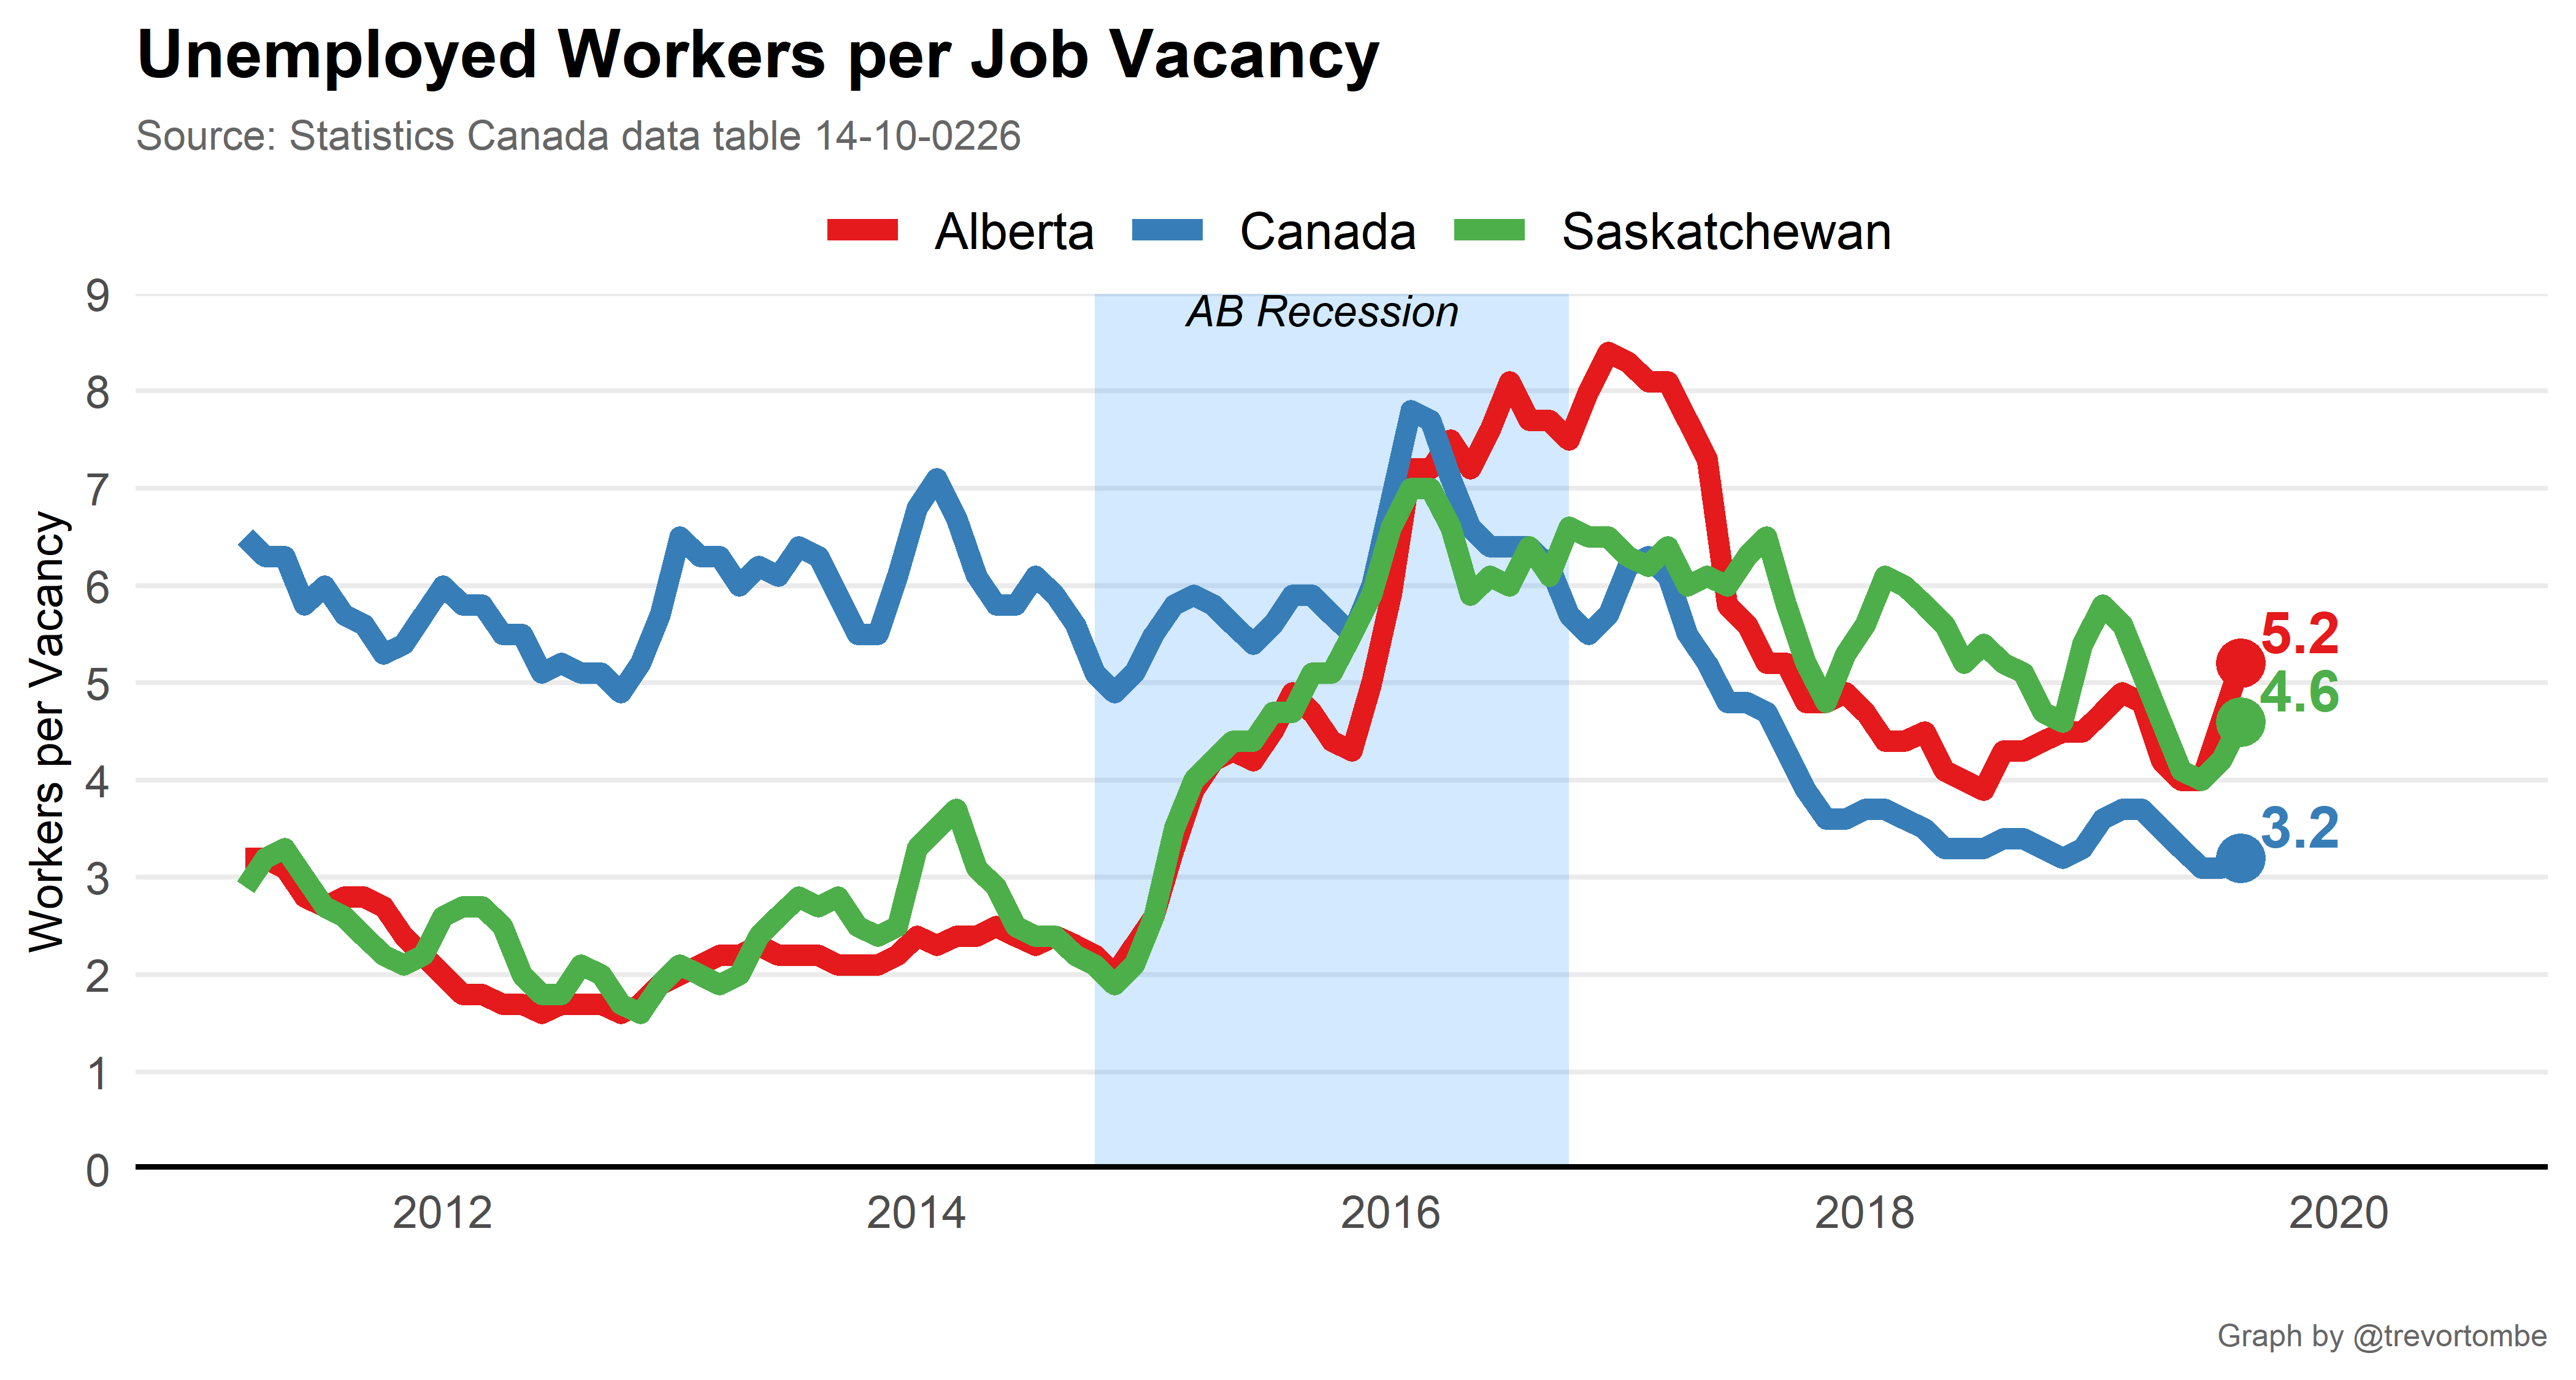 Unemployed Workers per Job Vacancy
Source: Statistics Canada data table 14-10-0226
Alberta Canada Saskatchewan
AB Recession
Workers per Vacancy
9
8
7
6
5
4
3
2
1
0
5.2
4.6
3.2
2012 2014 2016 2018 2020
Graph by @trevortombe